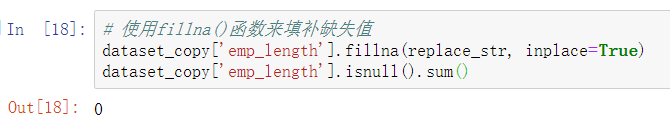 In [18]: # 使用fillna()函数来填补缺失值
dataset_copy['emp_length'].fillna(replace_str, inplace=True)
dataset_copy['emp_length'].isnull().sum()
Out[18]: 0